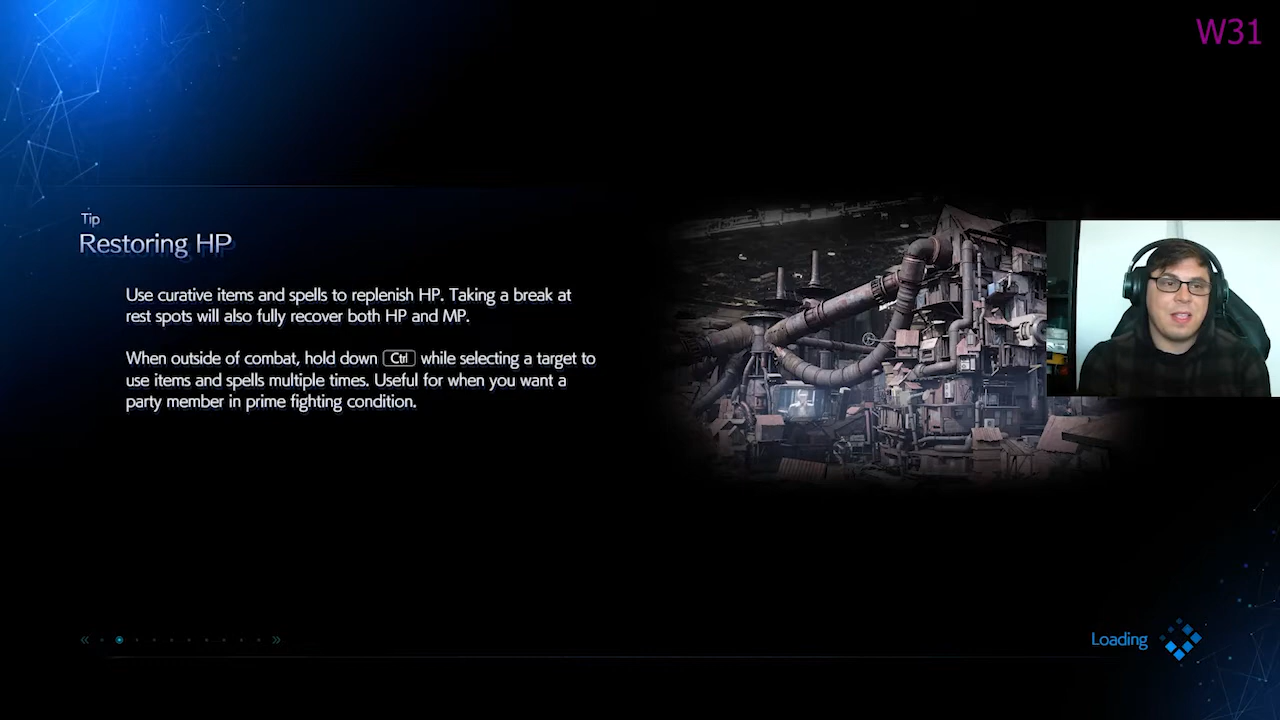 W31
Tip
Restoring HP
Use curative items and spells to replenish HP. Taking a break at
rest spots will also fully recover both HP and MP.
When outside of combat, hold down Ctrl while selecting a target to
use items and spells multiple times. Useful for when you want a
party member in prime fighting condition.
Loading